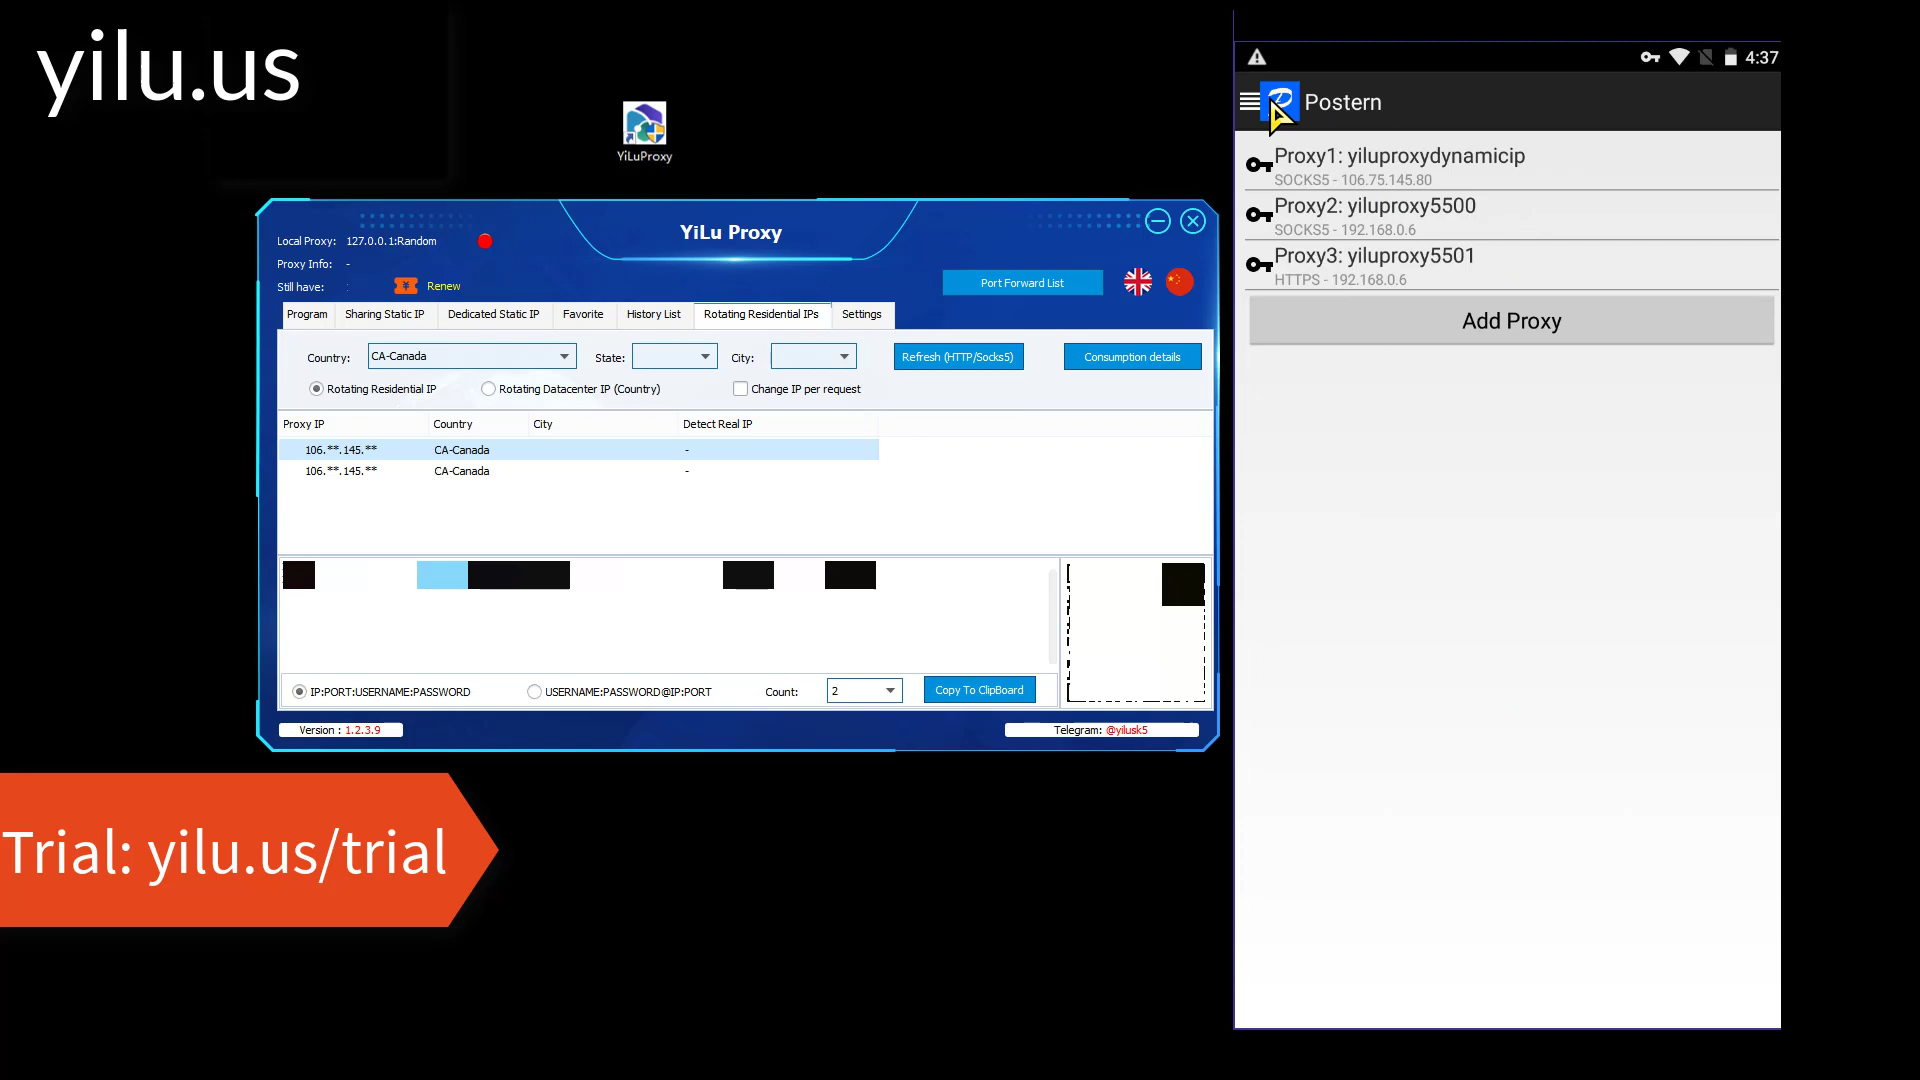 yilu.us
YiLuProxy
YiLu Proxy
Local Proxy: 127.0.0.1:Random
Proxy Info: -
Still have: :
¥ Renew
Port Forward List
Program Sharing Static IP Dedicated Static IP Favorite History List Rotating Residential IPs Settings
Country: CA-Canada State: City: Refresh (HTTP/Socks5) Consumption details
Rotating Residential IP Rotating Datacenter IP (Country) Change IP per request
Proxy IP Country City Detect Real IP
106.**.145.** CA-Canada -
106.**.145.** CA-Canada -
IP:PORT:USERNAME:PASSWORD USERNAME:PASSWORD@IP:PORT Count: 2 Copy To ClipBoard
Version : 1.2.3.9
Telegram: @yilusk5
Trial: yilu.us/trial
4:37
Postern
Proxy1: yiluproxydynamicip
SOCKS5 - 106.75.145.80
Proxy2: yiluproxy5500
SOCKS5 - 192.168.0.6
Proxy3: yiluproxy5501
HTTPS - 192.168.0.6
Add Proxy